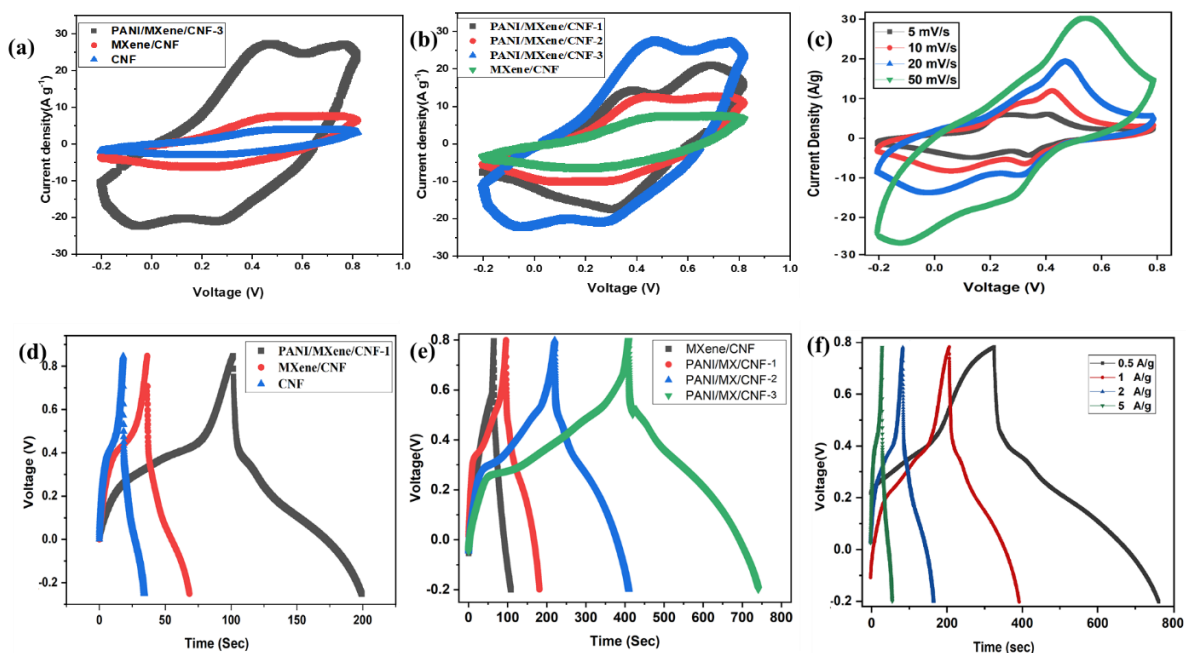 (a)
PANI/MXene/CNF-3
MXene/CNF
CNF
Current density(A g⁻¹)
30
20
10
0
-10
-20
-30
-0.2 0.0 0.2 0.4 0.6 0.8 1.0
Voltage (V)
(b)
PANI/MXene/CNF-1
PANI/MXene/CNF-2
PANI/MXene/CNF-3
MXene/CNF
Current density(A g⁻¹)
30
20
10
0
-10
-20
-30
-0.2 0.0 0.2 0.4 0.6 0.8 1.0
Voltage (V)
(c)
5 mV/s
10 mV/s
20 mV/s
50 mV/s
Current Density (A/g)
30
20
10
0
-10
-20
-30
-0.2 0.0 0.2 0.4 0.6 0.8
Voltage (V)
(d)
PANI/MXene/CNF-1
MXene/CNF
CNF
Voltage (V)
0.8
0.6
0.4
0.2
0.0
-0.2
0 50 100 150 200
Time (Sec)
(e)
MXene/CNF
PANI/MX/CNF-1
PANI/MX/CNF-2
PANI/MX/CNF-3
Voltage (V)
0.8
0.6
0.4
0.2
0.0
-0.2
0 100 200 300 400 500 600 700 800
Time (Sec)
(f)
0.5 A/g
1 A/g
2 A/g
5 A/g
Voltage(V)
0.8
0.6
0.4
0.2
0.0
-0.2
0 200 400 600 800
Time (sec)